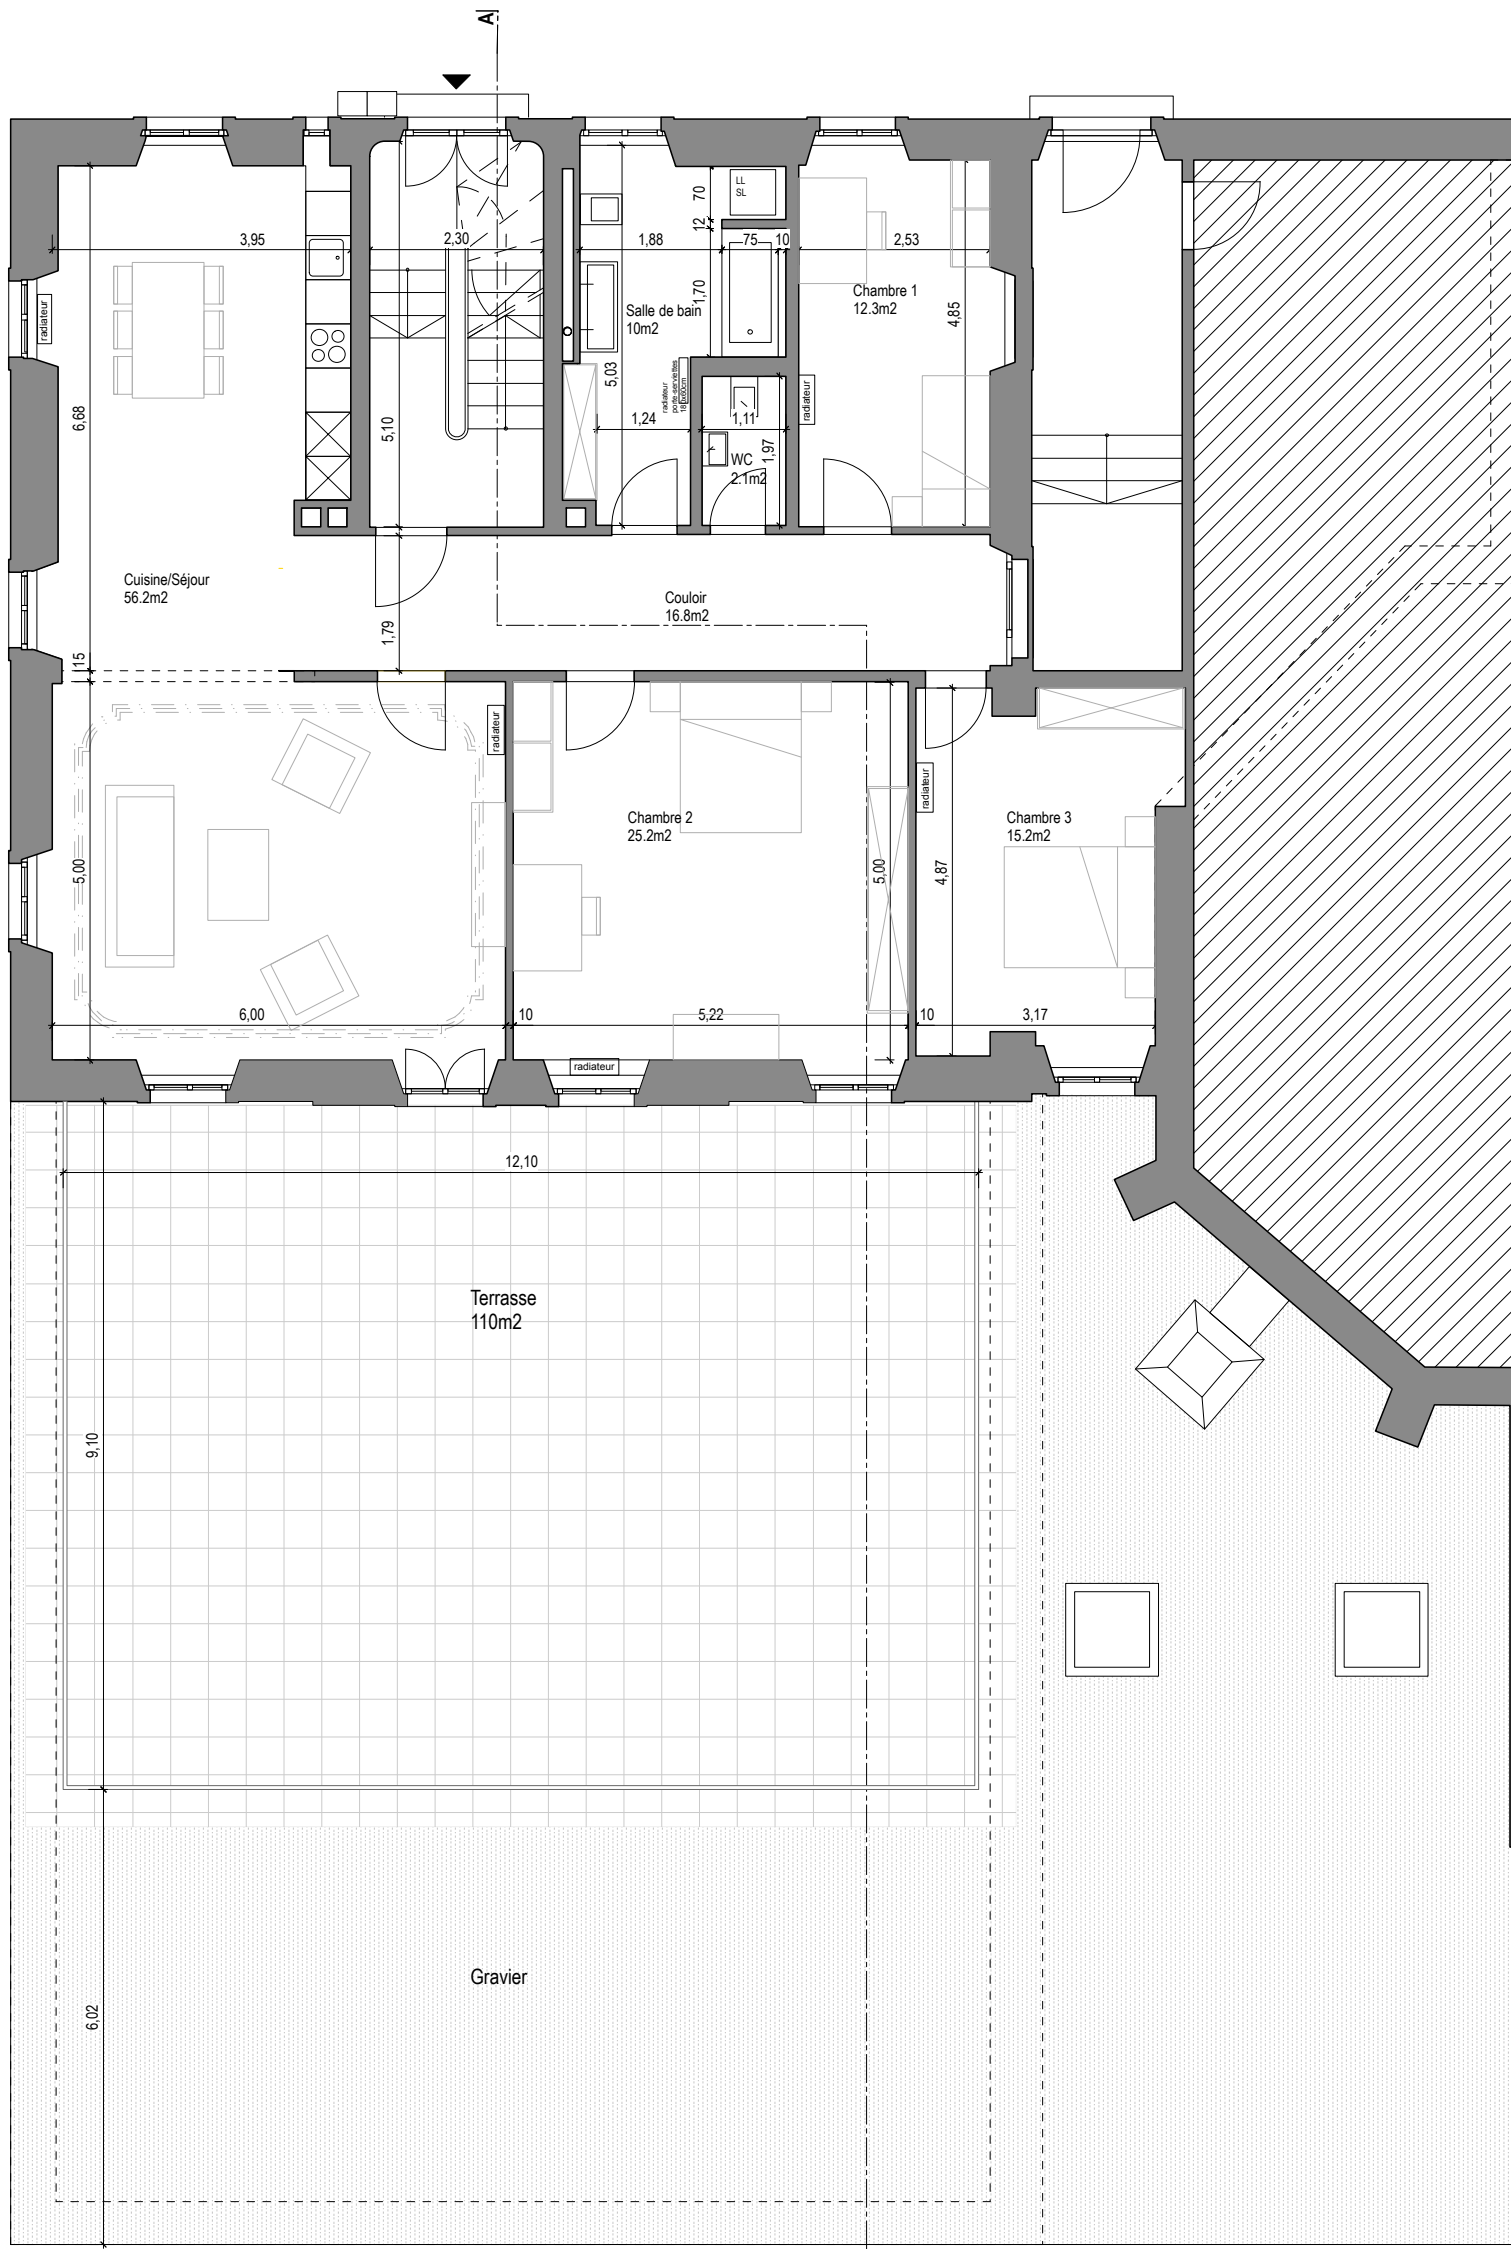 A
70
LL
SL
12
3,95
2,30
1,88
75
10
2,53
radiateur
Chambre 1
12.3m2
Salle de bain
10m2
1,70
4,85
5,03
radiateur
porte-serviettes
radiateur
6,68
5,10
1,24
1,11
1,97
WC
2.1m2
Cuisine/Séjour
56.2m2
Couloir
16.8m2
1,79
15
radiateur
radiateur
Chambre 2
25.2m2
Chambre 3
15.2m2
5,00
5,00
4,87
6,00
10
5,22
10
3,17
radiateur
12,10
Terrasse
110m2
9,10
Gravier
6,02